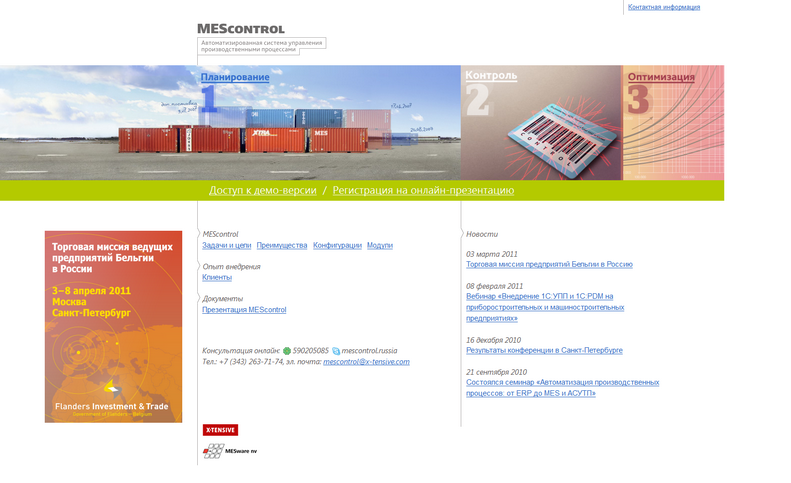 Контактная информация
MESCONTROL
Автоматизированная система управления
производственными процессами
Планирование
1
Контроль
2
Оптимизация
3
XTRA
MES
CONTROL
Доступ к демо-версии / Регистрация на онлайн-презентацию
Торговая миссия ведущих
предприятий Бельгии
в России
3–8 апреля 2011
Москва
Санкт-Петербург
Flanders Investment & Trade
MEScontrol
Задачи и цели Преимущества Конфигурации Модули
Опыт внедрения
Клиенты
Документы
Презентация MEScontrol
Консультация онлайн: 590205085 mescontrol.russia
Тел.: +7 (343) 263-71-74, эл. почта: mescontrol@x-tensive.com
X-TENSIVE
MESware nv
Новости
03 марта 2011
Торговая миссия предприятий Бельгии в Россию
08 февраля 2011
Вебинар «Внедрение 1С:УПП и 1С:PDM на
приборостроительных и машиностроительных
предприятиях»
16 декабря 2010
Результаты конференции в Санкт-Петербурге
21 сентября 2010
Состоялся семинар «Автоматизация производственных
процессов: от ERP до MES и АСУТП»